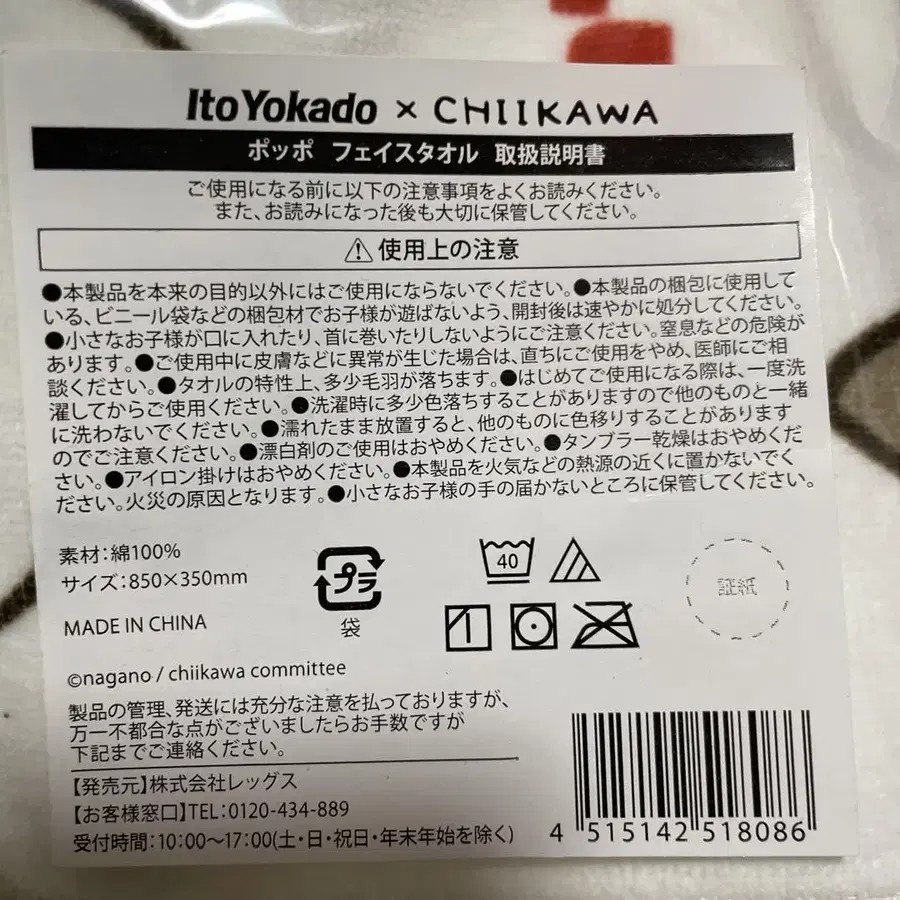 ItoYokado × CHIIKAWA
ポッポ フェイスタオル 取扱説明書
ご使用になる前に以下の注意事項をよくお読みください。
また、お読みになった後も大切に保管してください。
⚠使用上の注意
●本製品を本来の目的以外にはご使用にならないでください。●本製品の梱包に使用して
いる、ビニール袋などの梱包材でお子様が遊ばないよう、開封後は速やかに処分してください。
●小さなお子様が口に入れたり、首に巻いたりしないようにご注意ください。窒息などの危険が
あります。●ご使用中に皮膚などに異常が生じた場合は、直ちにご使用をやめ、医師にご相
談ください。●タオルの特性上、多少毛羽が落ちます。●はじめてご使用になる際は、一度洗
濯してからご使用ください。●洗濯時に多少色落ちすることがありますので他のものと一緒
に洗わないでください。●濡れたまま放置すると、他のものに色移りすることがあります
のでご注意ください。●漂白剤のご使用はおやめください。●タンブラー乾燥はおやめくだ
さい。●アイロン掛けはおやめください。●本製品を火気などの熱源の近くに置かないでく
ださい。火災の原因となります。●小さなお子様の手の届かないところに保管してください。
素材：綿100%
サイズ：850×350mm
MADE IN CHINA
プラ
袋
40
証紙
©nagano / chiikawa committee
製品の管理、発送には充分な注意を払っておりますが、
万一不都合な点がございましたらお手数ですが
下記までご連絡ください。
【発売元】株式会社レッグス
【お客様窓口】TEL：0120-434-889
受付時間：10:00〜17:00(土・日・祝日・年末年始を除く)
4 515142 518086